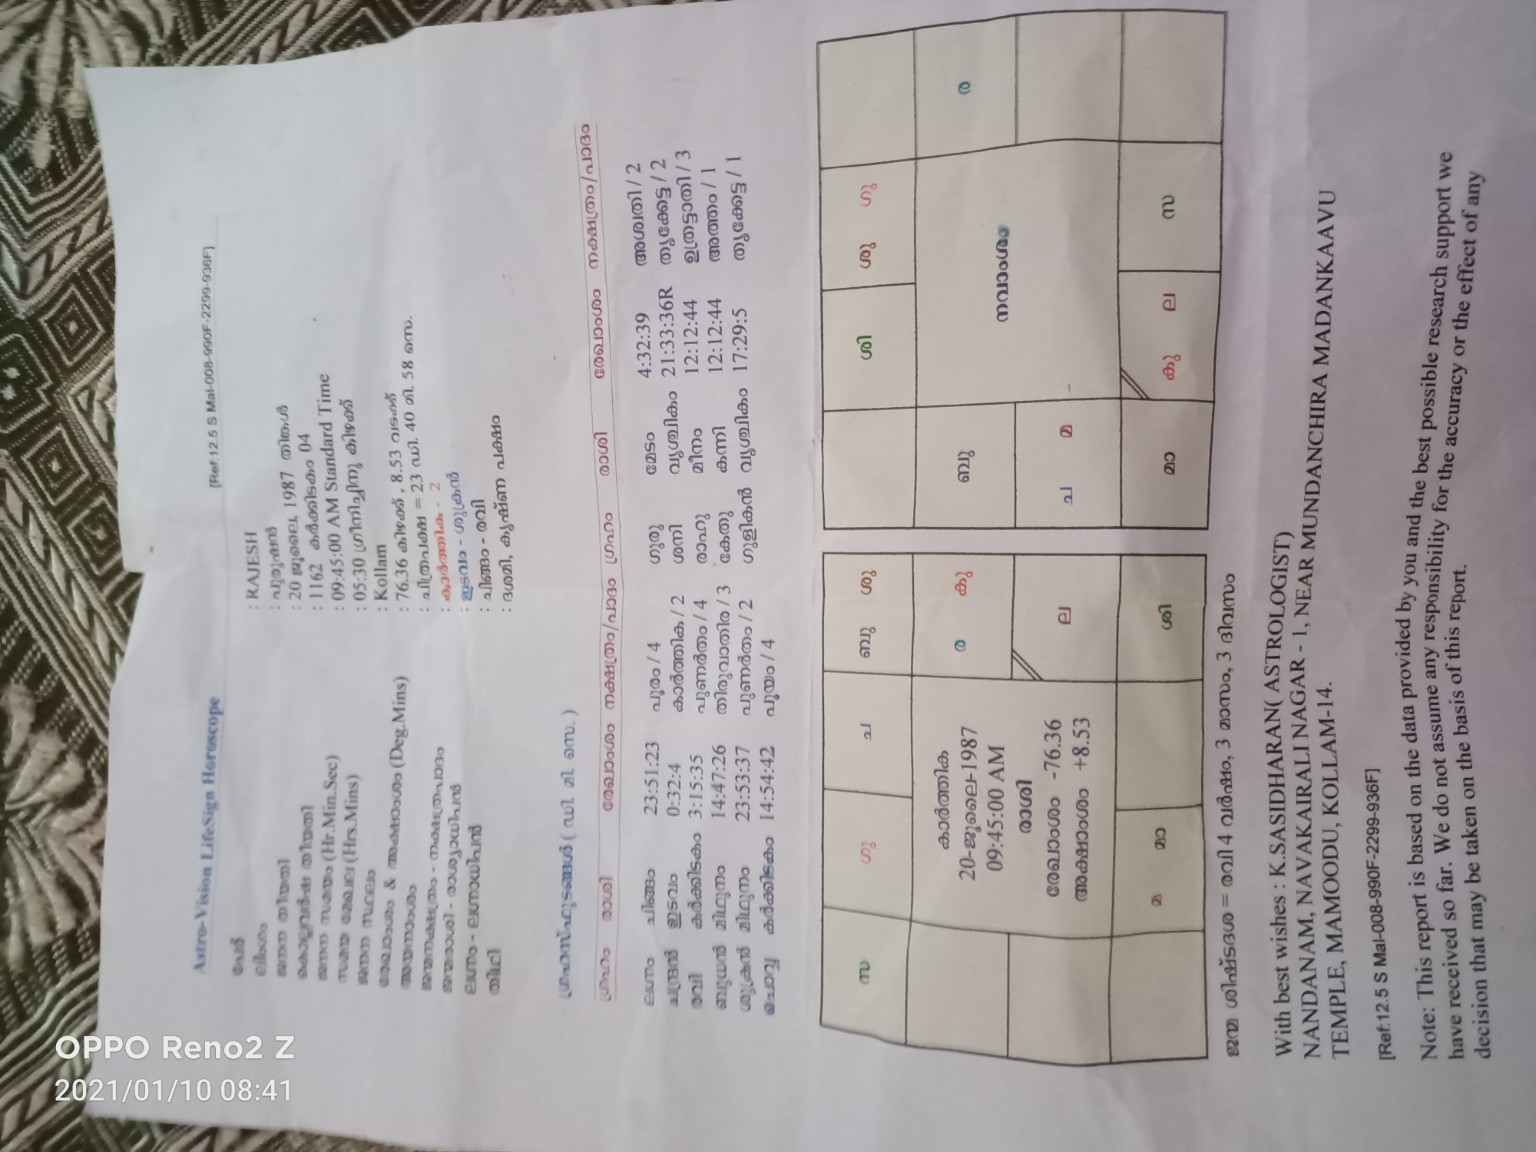 Astro-Vision LifeSign Horoscope
[Ref:12.5 S Mal-008-990F-2299-936F]
പേര് : RAJESH
ലിംഗം : പുരുഷൻ
ജനന തിയതി : 20 ജൂലൈ, 1987 തിങ്കൾ
കൊല്ലവർഷ തിയതി : 1162 കർക്കിടകം 04
ജനന സമയം (Hr.Min.Sec) : 09:45:00 AM Standard Time
സമയ മേഖല (Hrs.Mins) : 05:30 ഗ്രീനിച്ചിനു കിഴക്ക്
ജനന സ്ഥലം : Kollam
രേഖാംശം & അക്ഷാംശം (Deg.Mins) : 76.36 കിഴക്ക് , 8.53 വടക്ക്
അയനാംശം : ചിത്രപക്ഷ = 23 ഡി. 40 മി. 58 സെ.
ജന്മനക്ഷത്രം - നക്ഷത്രപാദം : കാർത്തിക - 2
ജന്മരാശി - രാശ്യാധിപൻ : ഇടവം - ശുക്രൻ
ലഗ്നം - ലഗ്നാധിപൻ : ചിങ്ങം - രവി
തിഥി : ദശമി, കൃഷ്ണ പക്ഷം
ഗ്രഹസ്ഫുടങ്ങൾ ( ഡി. മി. സെ. )
ഗ്രഹം രാശി രേഖാംശം നക്ഷത്രം/പാദം ഗ്രഹം രാശി രേഖാംശം നക്ഷത്രം/പാദം
ലഗ്നം ചിങ്ങം 23:51:23 പൂരം / 4 ഗുരു മേടം 4:32:39 അശ്വതി / 2
ചന്ദ്രൻ ഇടവം 0:32:4 കാർത്തിക / 2 ശനി വൃശ്ചികം 21:33:36R തൃക്കേട്ട / 2
രവി കർക്കിടകം 3:15:35 പുണർതം / 4 രാഹു മീനം 12:12:44 ഉത്രട്ടാതി / 3
ബുധൻ മിഥുനം 14:47:26 തിരുവാതിര / 3 കേതു കന്നി 12:12:44 അത്തം / 1
ശുക്രൻ മിഥുനം 23:53:37 പുണർതം / 2 ഗുളികൻ വൃശ്ചികം 17:29:5 തൃക്കേട്ട / 1
ചൊവ്വ കർക്കിടകം 14:54:42 പൂയം / 4
സ ഗു ച ബു ശു
ര കു
ല
മ മാ ശി
കാർത്തിക
20-ജൂലൈ-1987
09:45:00 AM
രാശി
രേഖാംശം -76.36
അക്ഷാംശം +8.53
ശി ശു ഗു
ബു നവാംശം ര
ച മ
മാ കു ല സ
ജന്മ ശിഷ്ടദശ = രവി 4 വർഷം, 3 മാസം, 3 ദിവസം
With best wishes : K.SASIDHARAN( ASTROLOGIST)
NANDANAM, NAVAKAIRALI NAGAR - 1, NEAR MUNDANCHIRA MADANKAAVU
TEMPLE, MAMOODU, KOLLAM-14.
[Ref:12.5 S Mal-008-990F-2299-936F]
Note: This report is based on the data provided by you and the best possible research support we
have received so far. We do not assume any responsibility for the accuracy or the effect of any
decision that may be taken on the basis of this report.
OPPO Reno2 Z
2021/01/10 08:41